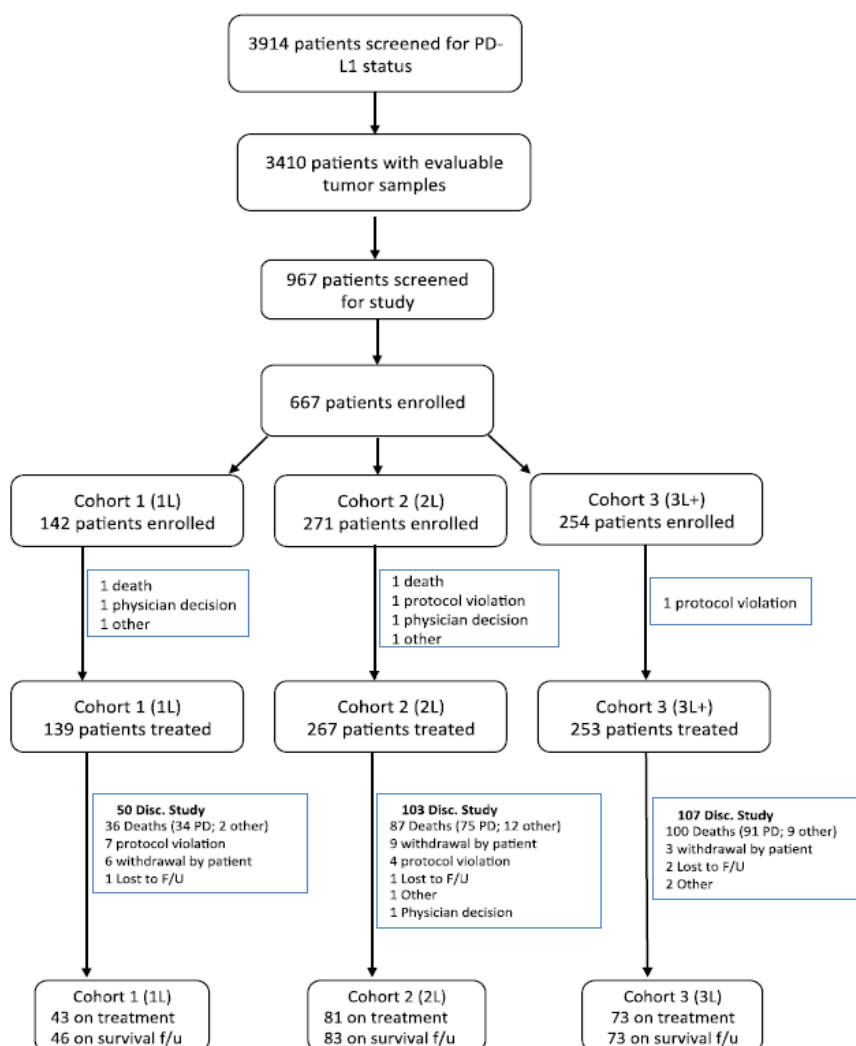 3914 patients screened for PD-
L1 status
3410 patients with evaluable
tumor samples
967 patients screened
for study
667 patients enrolled
Cohort 1 (1L)
142 patients enrolled
Cohort 2 (2L)
271 patients enrolled
Cohort 3 (3L+)
254 patients enrolled
1 death
1 physician decision
1 other
1 death
1 protocol violation
1 physician decision
1 other
1 protocol violation
Cohort 1 (1L)
139 patients treated
Cohort 2 (2L)
267 patients treated
Cohort 3 (3L+)
253 patients treated
50 Disc. Study
36 Deaths (34 PD; 2 other)
7 protocol violation
6 withdrawal by patient
1 Lost to F/U
103 Disc. Study
87 Deaths (75 PD; 12 other)
9 withdrawal by patient
4 protocol violation
1 Lost to F/U
1 Other
1 Physician decision
107 Disc. Study
100 Deaths (91 PD; 9 other)
3 withdrawal by patient
2 Lost to F/U
2 Other
Cohort 1 (1L)
43 on treatment
46 on survival f/u
Cohort 2 (2L)
81 on treatment
83 on survival f/u
Cohort 3 (3L)
73 on treatment
73 on survival f/u